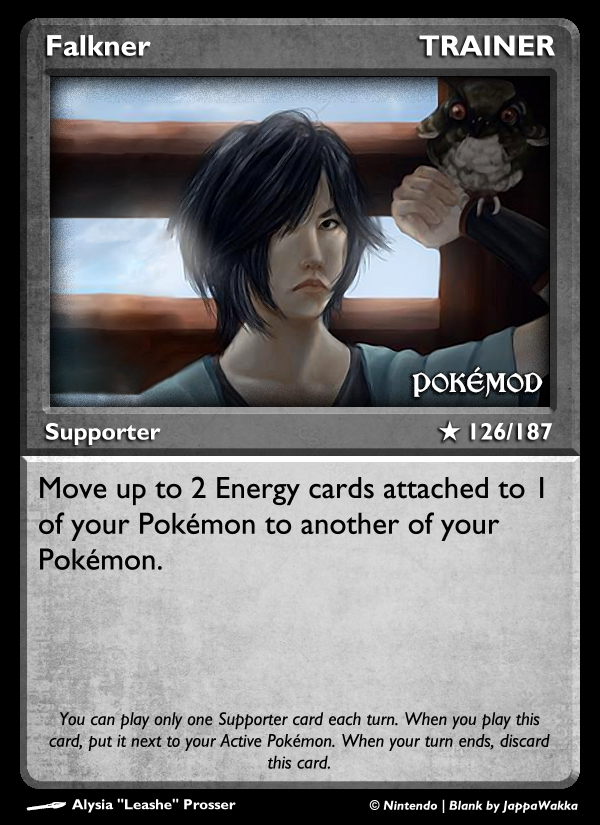 Falkner TRAINER
POKÉMOD
Supporter ★ 126/187
Move up to 2 Energy cards attached to 1
of your Pokémon to another of your
Pokémon.
You can play only one Supporter card each turn. When you play this
card, put it next to your Active Pokémon. When your turn ends, discard
this card.
Alysia "Leashe" Prosser © Nintendo | Blank by JappaWakka